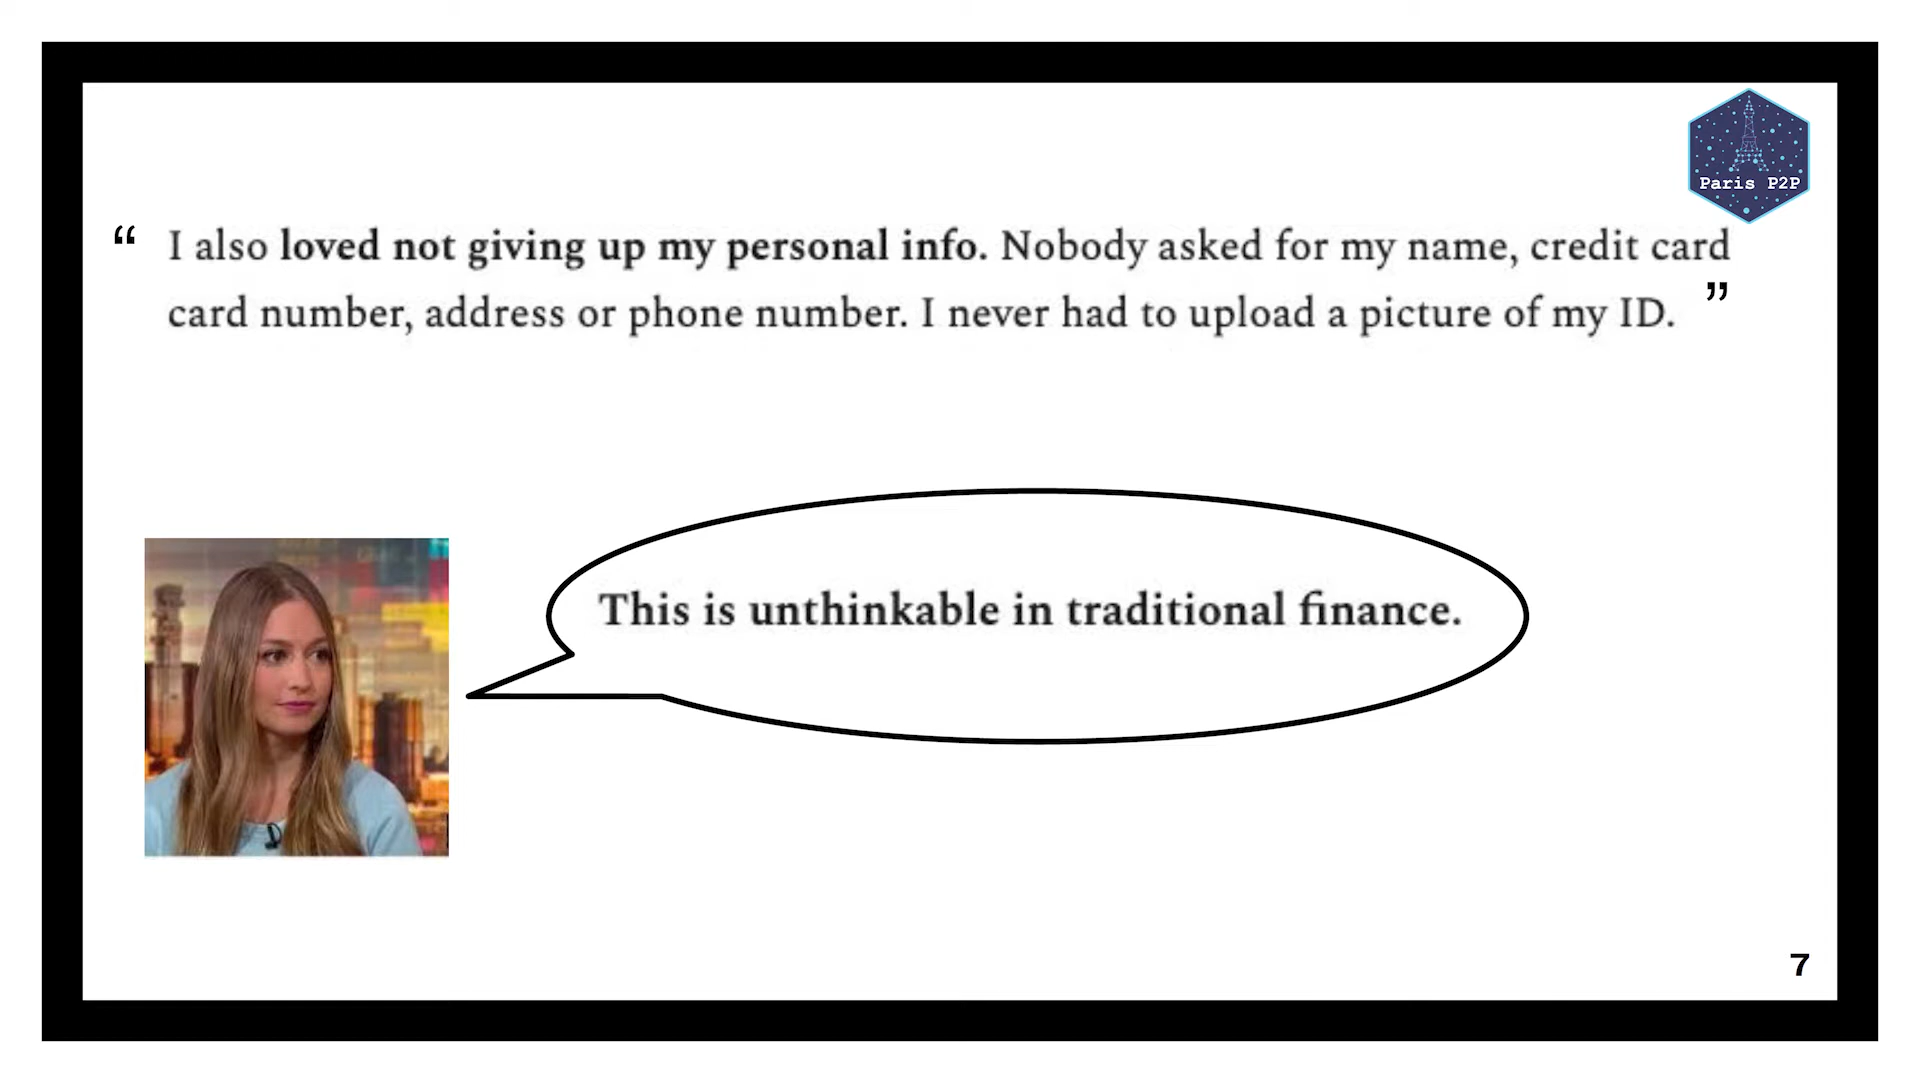 Paris P2P
“ I also loved not giving up my personal info. Nobody asked for my name, credit card
card number, address or phone number. I never had to upload a picture of my ID. ”
This is unthinkable in traditional finance.
7